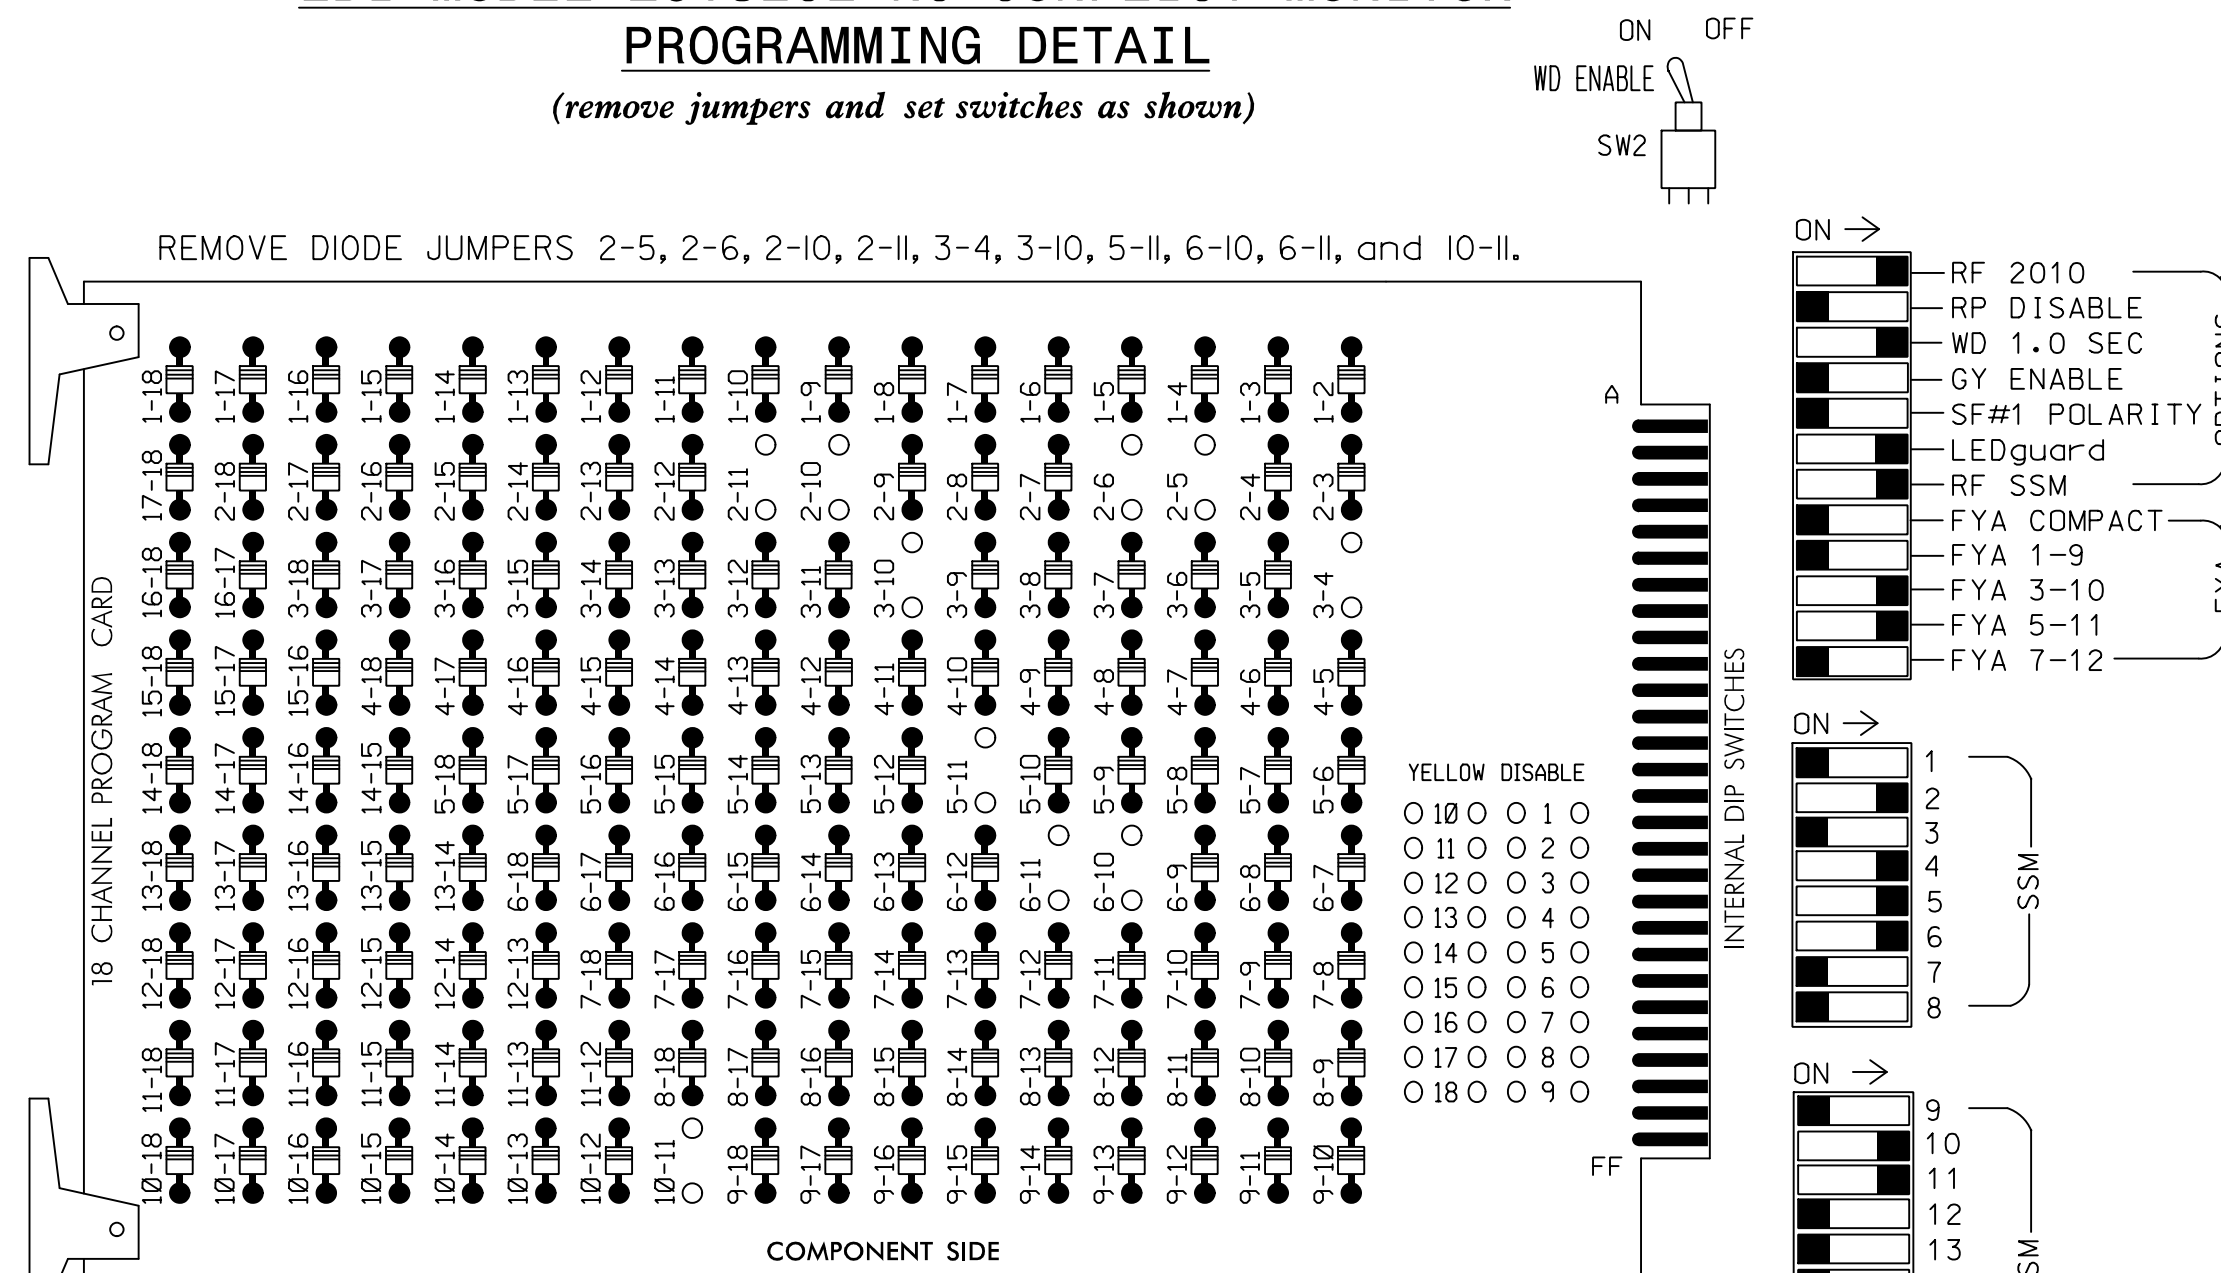 PROGRAMMING DETAIL
(remove jumpers and set switches as shown)
ON OFF
WD ENABLE
SW2
REMOVE DIODE JUMPERS 2-5, 2-6, 2-10, 2-11, 3-4, 3-10, 5-11, 6-10, 6-11, and 10-11.
18 CHANNEL PROGRAM CARD
1-18 1-17 1-16 1-15 1-14 1-13 1-12 1-11 1-10 1-9 1-8 1-7 1-6 1-5 1-4 1-3 1-2
17-18 2-18 2-17 2-16 2-15 2-14 2-13 2-12 2-11 2-10 2-9 2-8 2-7 2-6 2-5 2-4 2-3
16-18 16-17 3-18 3-17 3-16 3-15 3-14 3-13 3-12 3-11 3-10 3-9 3-8 3-7 3-6 3-5 3-4
15-18 15-17 15-16 4-18 4-17 4-16 4-15 4-14 4-13 4-12 4-11 4-10 4-9 4-8 4-7 4-6 4-5
14-18 14-17 14-16 14-15 5-18 5-17 5-16 5-15 5-14 5-13 5-12 5-11 5-10 5-9 5-8 5-7 5-6
13-18 13-17 13-16 13-15 13-14 6-18 6-17 6-16 6-15 6-14 6-13 6-12 6-11 6-10 6-9 6-8 6-7
12-18 12-17 12-16 12-15 12-14 12-13 7-18 7-17 7-16 7-15 7-14 7-13 7-12 7-11 7-10 7-9 7-8
11-18 11-17 11-16 11-15 11-14 11-13 11-12 8-18 8-17 8-16 8-15 8-14 8-13 8-12 8-11 8-10 8-9
10-18 10-17 10-16 10-15 10-14 10-13 10-12 10-11 9-18 9-17 9-16 9-15 9-14 9-13 9-12 9-11 9-10
COMPONENT SIDE
YELLOW DISABLE
10 1
11 2
12 3
13 4
14 5
15 6
16 7
17 8
18 9
A
FF
INTERNAL DIP SWITCHES
ON
RF 2010
RP DISABLE
WD 1.0 SEC
GY ENABLE
SF#1 POLARITY
LEDguard
RF SSM
FYA COMPACT
FYA 1-9
FYA 3-10
FYA 5-11
FYA 7-12
ON
1
2
3
4
5
6
7
8
SSM
ON
9
10
11
12
13